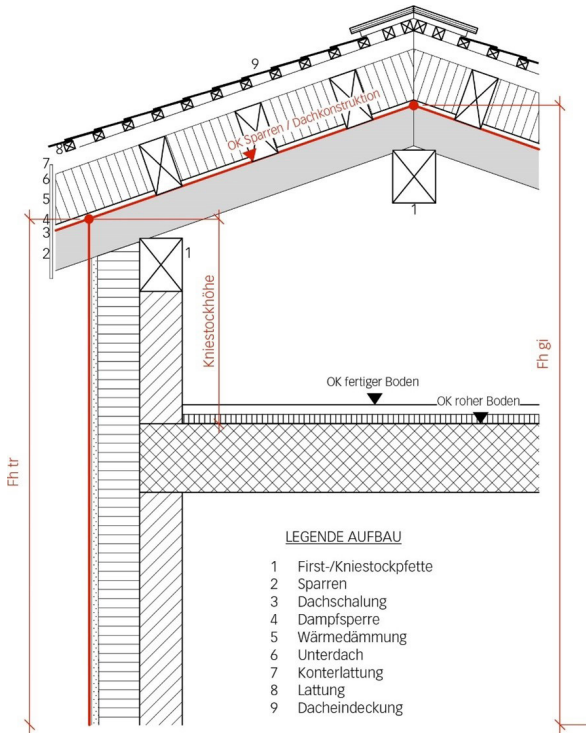 9
OK Sparren / Dachkonstruktion
8
7
6
5
4
3
2
1
1
Kniestockhöhe
Fh gi
OK fertiger Boden
OK roher Boden
Fh tr
LEGENDE AUFBAU
1 First-/Kniestockpfette
2 Sparren
3 Dachschalung
4 Dampfsperre
5 Wärmedämmung
6 Unterdach
7 Konterlattung
8 Lattung
9 Dacheindeckung